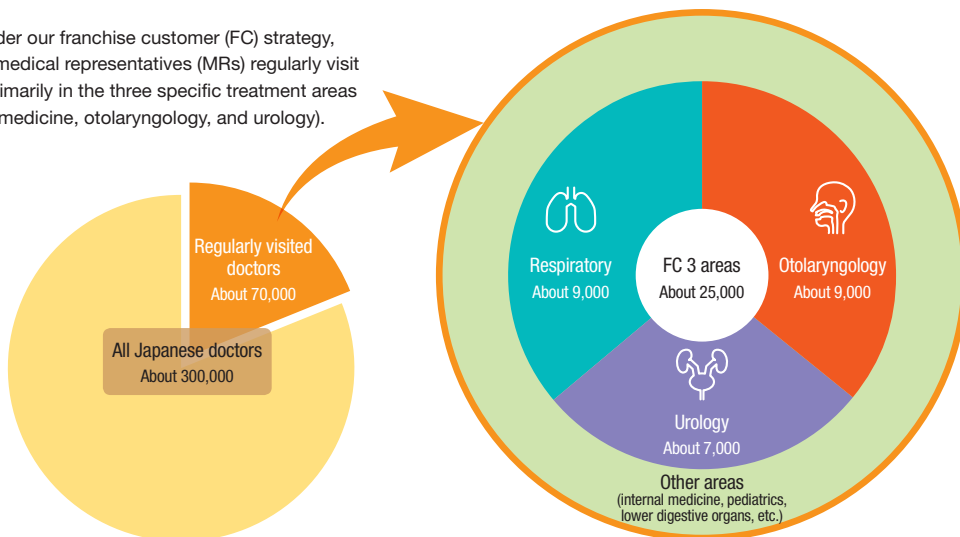 der our franchise customer (FC) strategy,
medical representatives (MRs) regularly visit
imarily in the three specific treatment areas
medicine, otolaryngology, and urology).
Regularly visited
doctors
About 70,000
All Japanese doctors
About 300,000
Respiratory
About 9,000
FC 3 areas
About 25,000
Otolaryngology
About 9,000
Urology
About 7,000
Other areas
(internal medicine, pediatrics,
lower digestive organs, etc.)